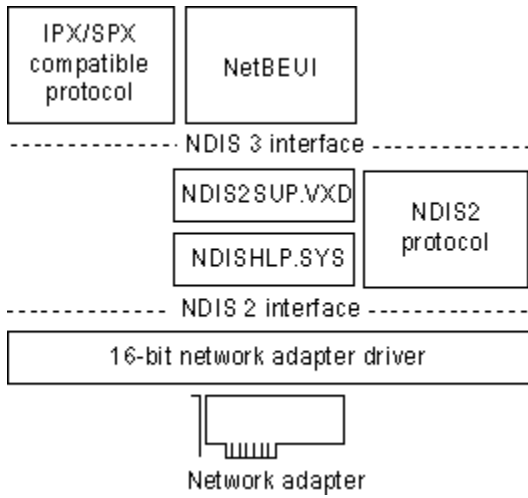 IPX/SPX
compatible
protocol
NetBEUI
NDIS 3 interface
NDIS2SUP.VXD
NDISHLP.SYS
NDIS2
protocol
NDIS 2 interface
16-bit network adapter driver
Network adapter